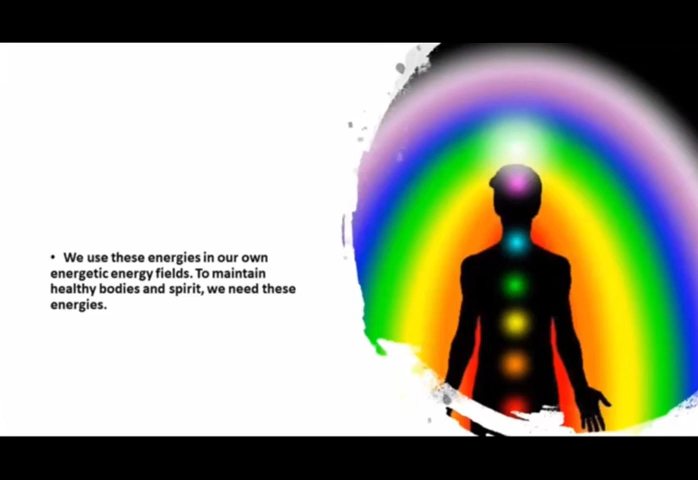 • We use these energies in our own
energetic energy fields. To maintain
healthy bodies and spirit, we need these
energies.